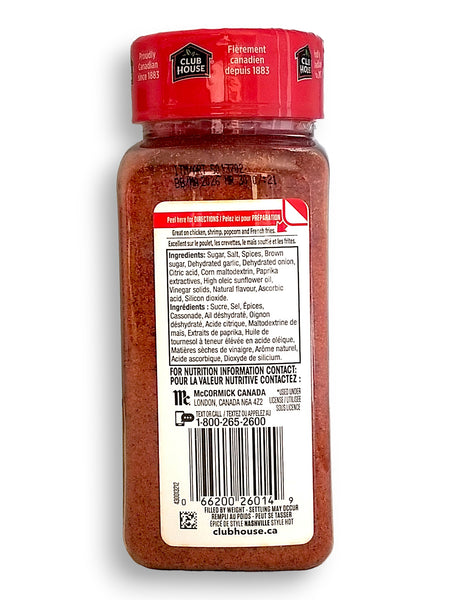 Proudly
Canadian
since 1883
CLUB
HOUSE
Fièrement
canadien
depuis 1883
Peel here for DIRECTIONS / Pelez ici pour PRÉPARATION
Great on chicken, shrimp, popcorn and French fries.
Excellent sur le poulet, les crevettes, le maïs soufflé et les frites.
Ingredients: Sugar, Salt, Spices, Brown
sugar, Dehydrated garlic, Dehydrated onion,
Citric acid, Corn maltodextrin, Paprika
extractives, High oleic sunflower oil,
Vinegar solids, Natural flavour, Ascorbic
acid, Silicon dioxide.
Ingrédients : Sucre, Sel, Épices,
Cassonade, Ail déshydraté, Oignon
déshydraté, Acide citrique, Maltodextrine de
maïs, Extraits de paprika, Huile de
tournesol à teneur élevée en acide oléique,
Matières sèches de vinaigre, Arôme naturel,
Acide ascorbique, Dioxyde de silicium.
FOR NUTRITION INFORMATION CONTACT:
POUR LA VALEUR NUTRITIVE CONTACTEZ :
Mc
McCORMICK CANADA
LONDON, CANADA N6A 4Z2
*USED UNDER
LICENSE / UTILISÉE
SOUS LICENCE
TEXT OR CALL / TEXTEZ OU APPELEZ AU
1-800-265-2600
0 66200 26014 9
FILLED BY WEIGHT - SETTLING MAY OCCUR
REMPLI AU POIDS - PEUT SE TASSER
ÉPICE DE STYLE NASHVILLE STYLE HOT
clubhouse.ca